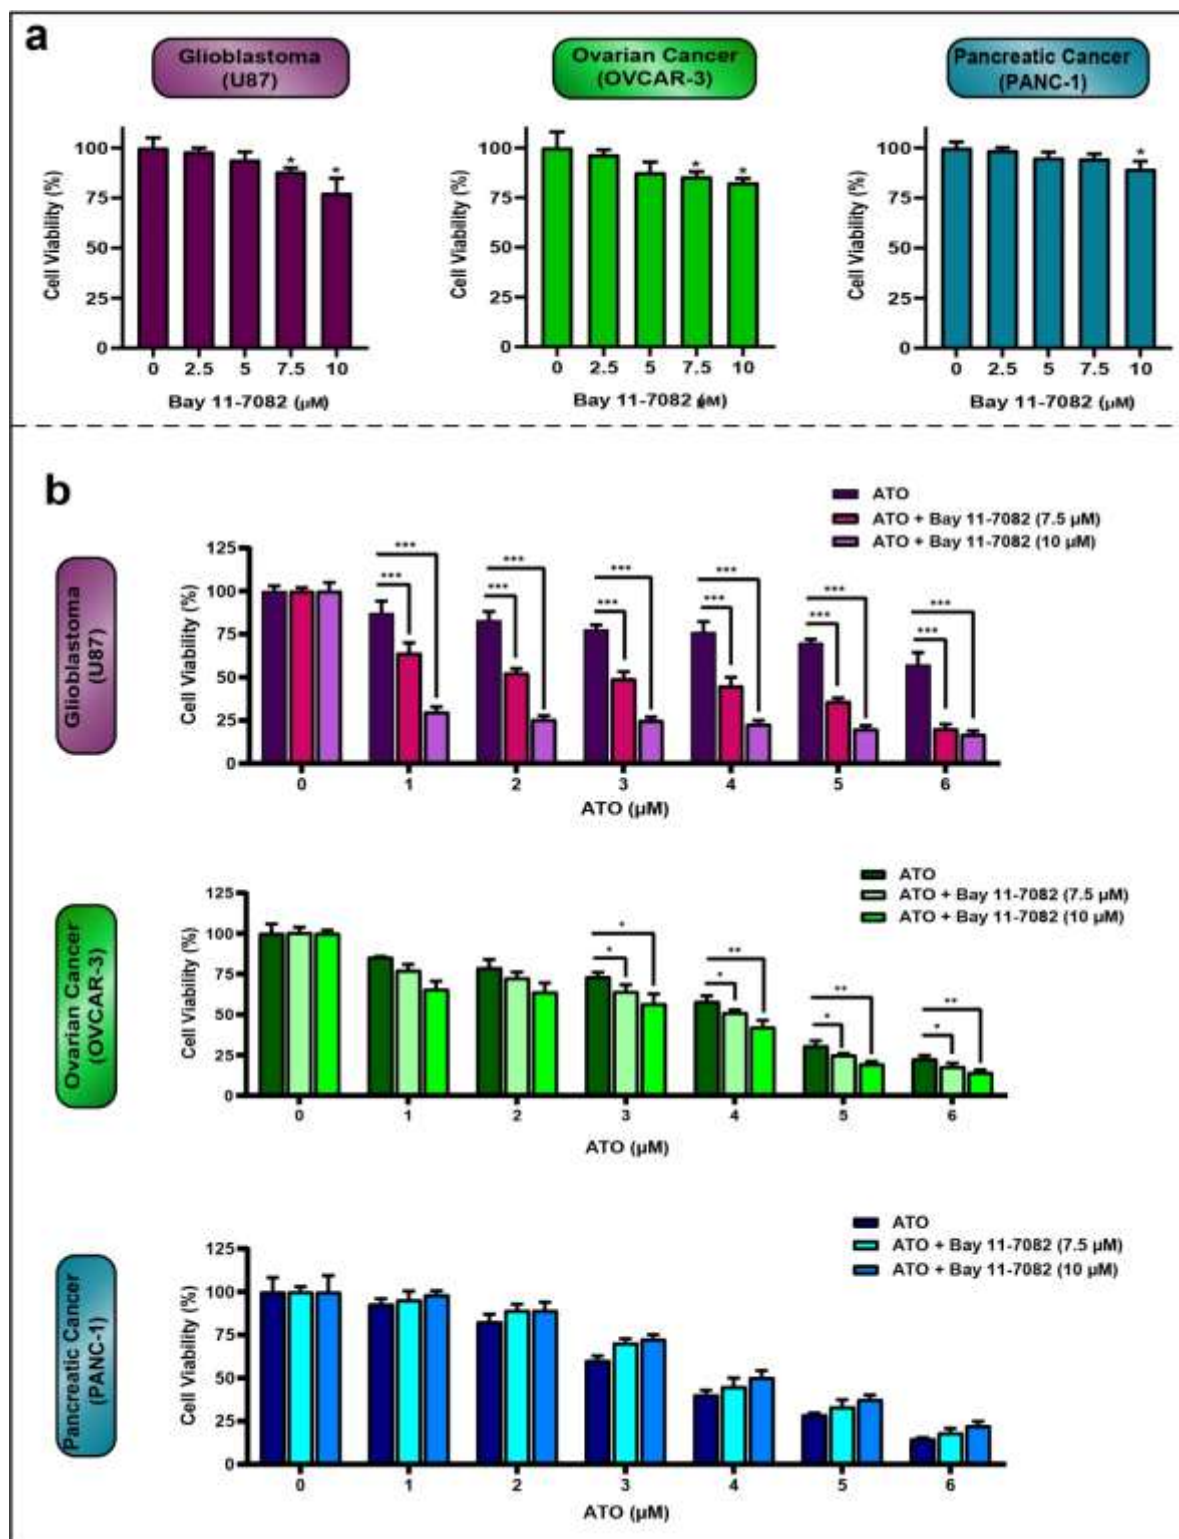 a
Glioblastoma
(U87)
Ovarian Cancer
(OVCAR-3)
Pancreatic Cancer
(PANC-1)
Cell Viability (%)
100
75
50
25
0
* *
0 2.5 5 7.5 10
Bay 11-7082 (µM)
Cell Viability (%)
100
75
50
25
0
* *
0 2.5 5 7.5 10
Bay 11-7082 µM)
Cell Viability (%)
100
75
50
25
0
*
0 2.5 5 7.5 10
Bay 11-7082 (µM)
b
Glioblastoma
(U87)
ATO
ATO + Bay 11-7082 (7.5 µM)
ATO + Bay 11-7082 (10 µM)
Cell Viability (%)
125
100
75
50
25
0
*** *** *** *** *** ***
*** *** *** *** *** ***
0 1 2 3 4 5 6
ATO (µM)
Ovarian Cancer
(OVCAR-3)
ATO
ATO + Bay 11-7082 (7.5 µM)
ATO + Bay 11-7082 (10 µM)
Cell Viability (%)
125
100
75
50
25
0
* ** ** **
* * * *
0 1 2 3 4 5 6
ATO (µM)
Pancreatic Cancer
(PANC-1)
ATO
ATO + Bay 11-7082 (7.5 µM)
ATO + Bay 11-7082 (10 µM)
Cell Viability (%)
125
100
75
50
25
0
0 1 2 3 4 5 6
ATO (µM)